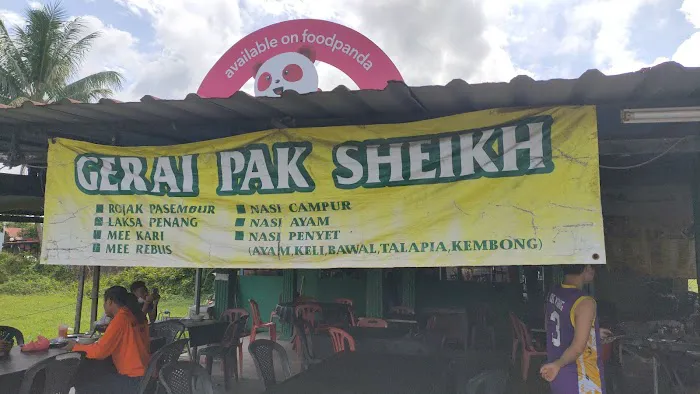 available on foodpanda
GERAI PAK SHEIKH
ROJAK PASEMBUR
LAKSA PENANG
MEE KARI
MEE REBUS
NASI CAMPUR
NASI AYAM
NASI PENYET
(AYAM,KELI,BAWAL,TALAPIA,KEMBONG)
3